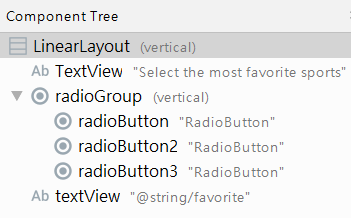 Component Tree
LinearLayout (vertical)
Ab TextView "Select the most favorite sports"
radioGroup (vertical)
radioButton "RadioButton"
radioButton2 "RadioButton"
radioButton3 "RadioButton"
Ab textView "@string/favorite"